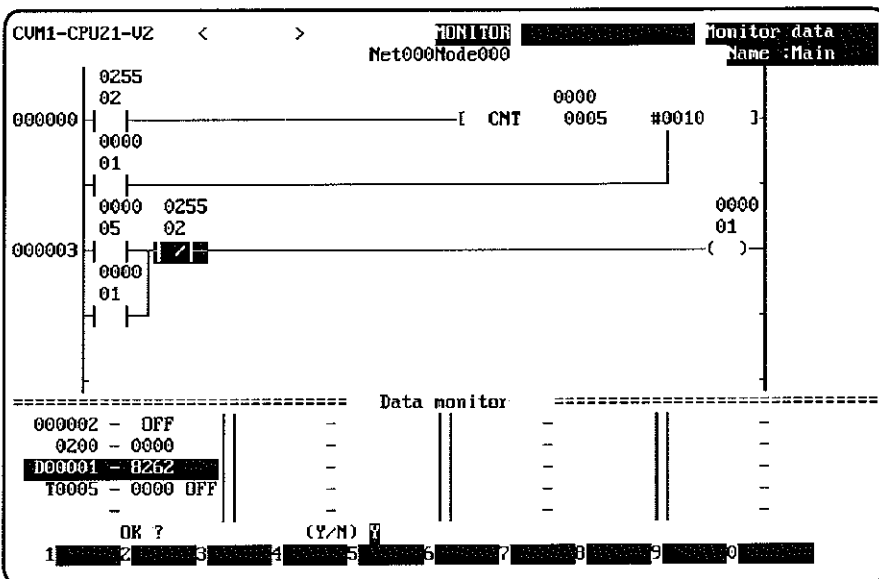 CVM1-CPU21-V2 < > MONITOR Monitor data
Net000Node000 Name :Main
0255
02 0000
000000 [ CNT 0005 #0010 ]
0000
01
0000 0255 0000
05 02 01
000003 ( )
0000
01
Data monitor
000002 - OFF - - -
0200 - 0000 - - -
D00001 - 8262 - - -
T0005 - 0000 OFF - - -
- - - -
OK ? (Y/N) Y
1 2 3 4 5 6 7 8 9 0